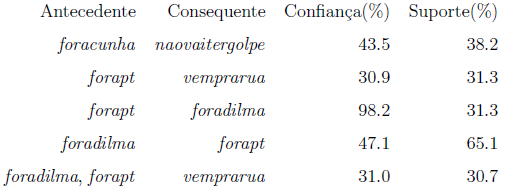 Antecedente Consequente Confiança(%) Suporte(%)
foracunha naovaitergolpe 43.5 38.2
forapt vemprarua 30.9 31.3
forapt foradilma 98.2 31.3
foradilma forapt 47.1 65.1
foradilma, forapt vemprarua 31.0 30.7